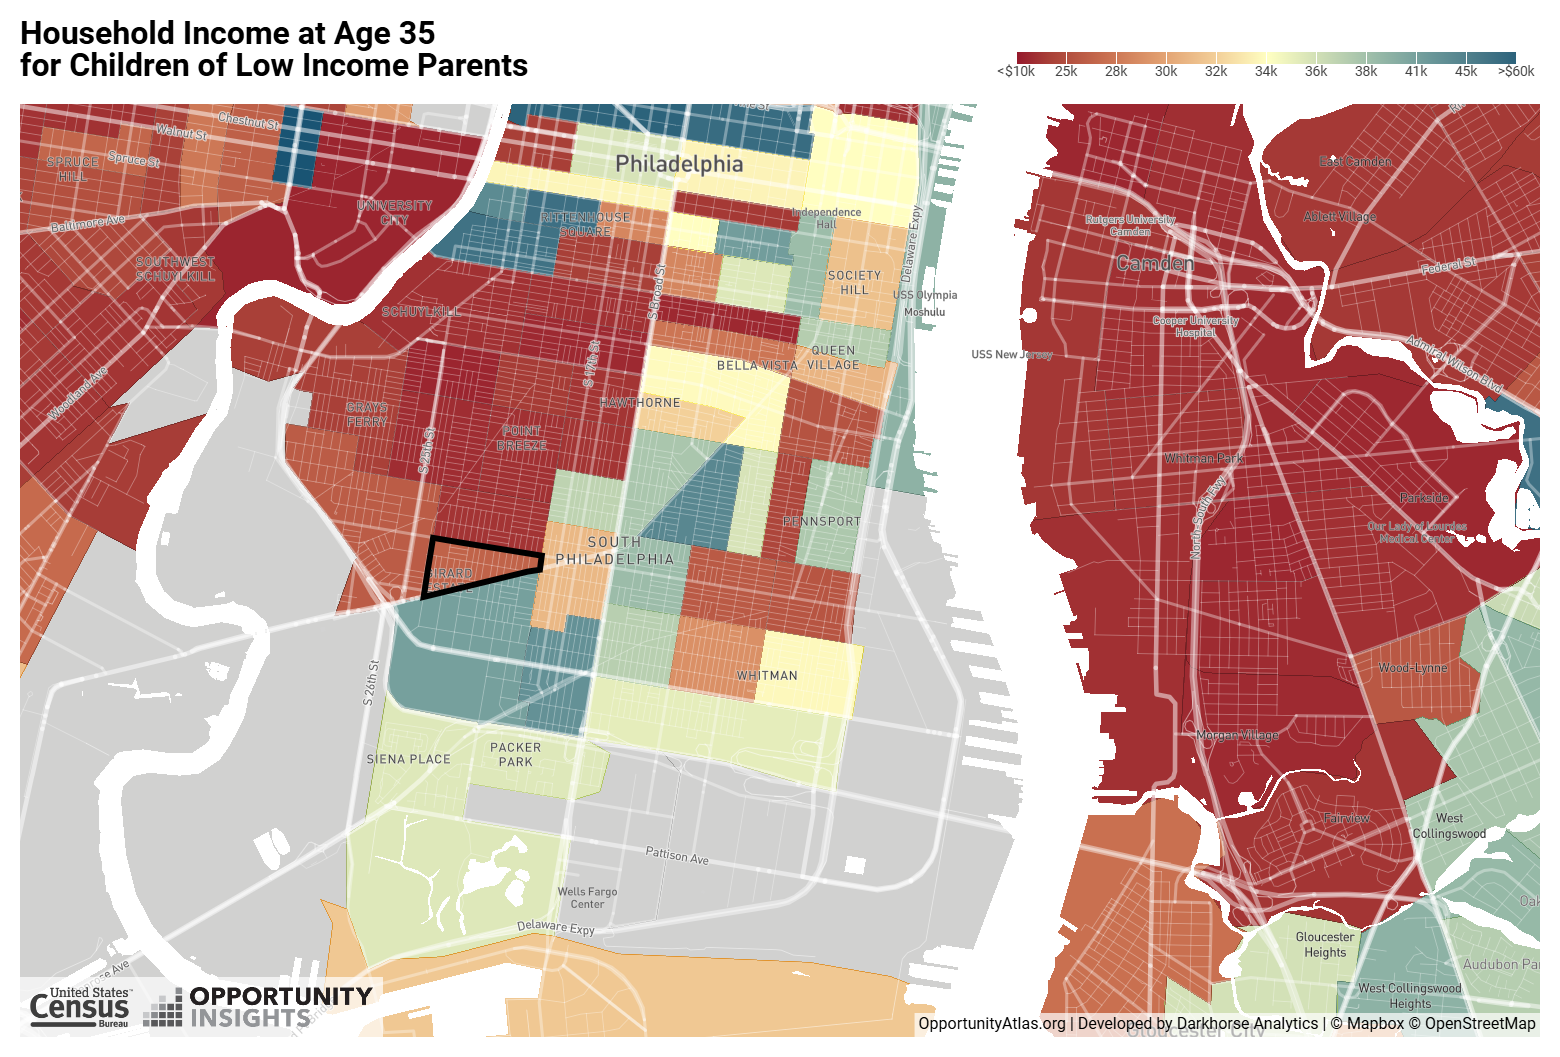 Household Income at Age 35
for Children of Low Income Parents
<$10k 25k 28k 30k 32k 34k 36k 38k 41k 45k >$60k
Chestnut St
Walnut St
Spruce St
SPRUCE
HILL
Philadelphia
East Camden
UNIVERSITY
CITY
Baltimore Ave
RITTENHOUSE
SQUARE
Independence
Hall
Rutgers University
Camden
Ablett Village
Delaware Expy
SOUTHWEST
SCHUYLKILL
SOCIETY
HILL
Camden
Federal St
S Broad St
USS Olympia
Moshulu
SCHUYLKILL
Cooper University
Hospital
USS New Jersey
QUEEN
VILLAGE
BELLA VISTA
Admiral Wilson Blvd
S 17th St
Woodland Ave
HAWTHORNE
GRAYS
FERRY
POINT
BREEZE
S 25th St
Whitman Park
Parkside
PENNSPORT
Our Lady of Lourdes
Medical Center
North-South Fwy
SOUTH
PHILADELPHIA
GIRARD
ESTATE
WHITMAN
Wood-Lynne
S 26th St
Morgan Village
PACKER
PARK
SIENA PLACE
Fairview
West
Collingswood
Pattison Ave
Wells Fargo
Center
Delaware Expy
Gloucester
Heights
Audubon Par
West Collingswood
Heights
Gloucester City
United States™
Census
Bureau
OPPORTUNITY
INSIGHTS
OpportunityAtlas.org | Developed by Darkhorse Analytics | © Mapbox © OpenStreetMap